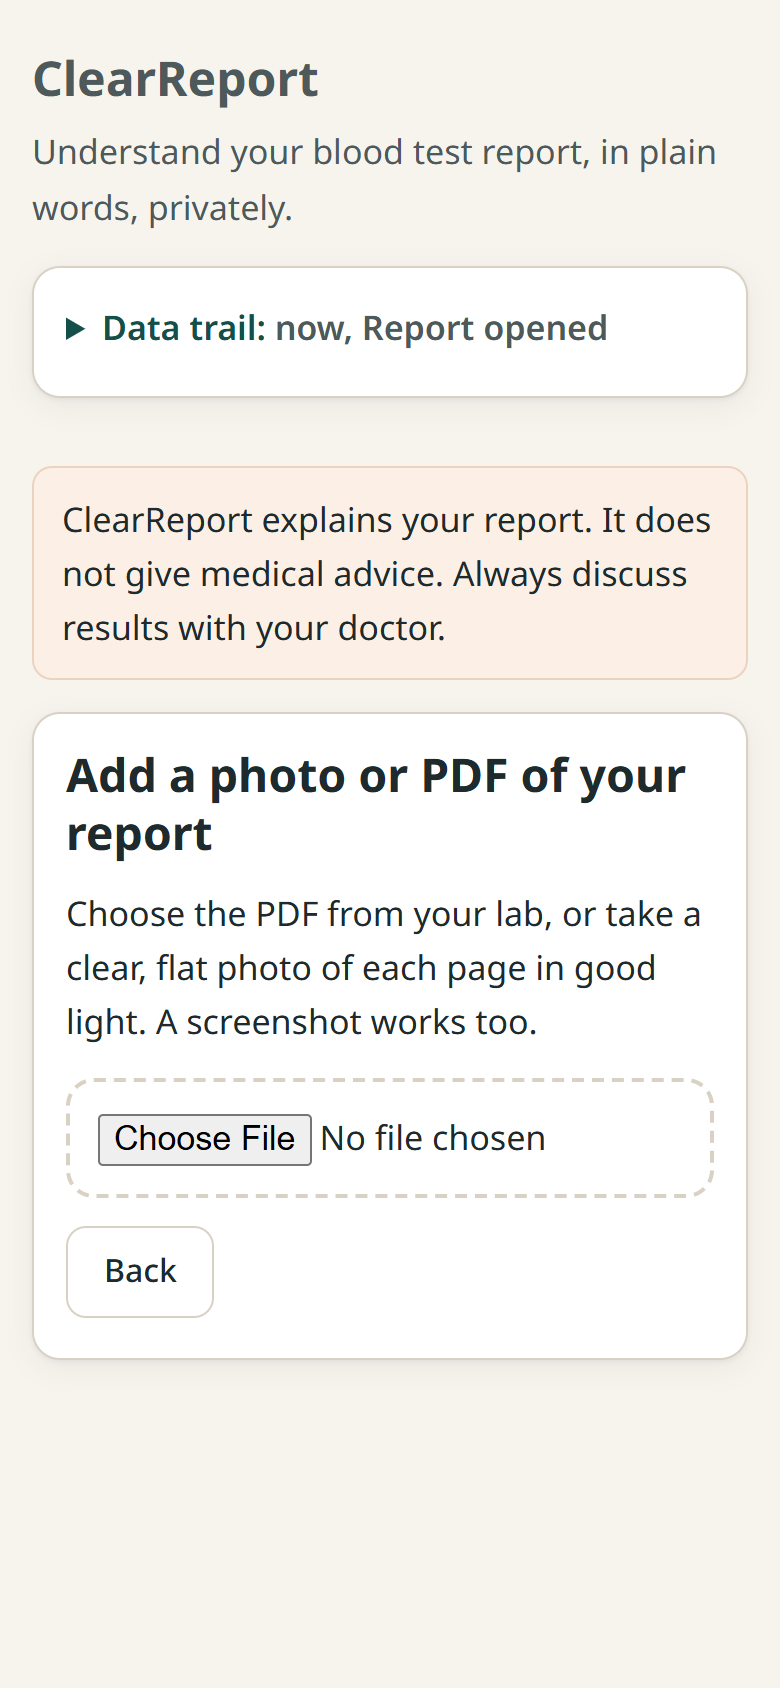 ClearReport
Understand your blood test report, in plain
words, privately.
Data trail: now, Report opened
ClearReport explains your report. It does
not give medical advice. Always discuss
results with your doctor.
Add a photo or PDF of your
report
Choose the PDF from your lab, or take a
clear, flat photo of each page in good
light. A screenshot works too.
Choose File No file chosen
Back